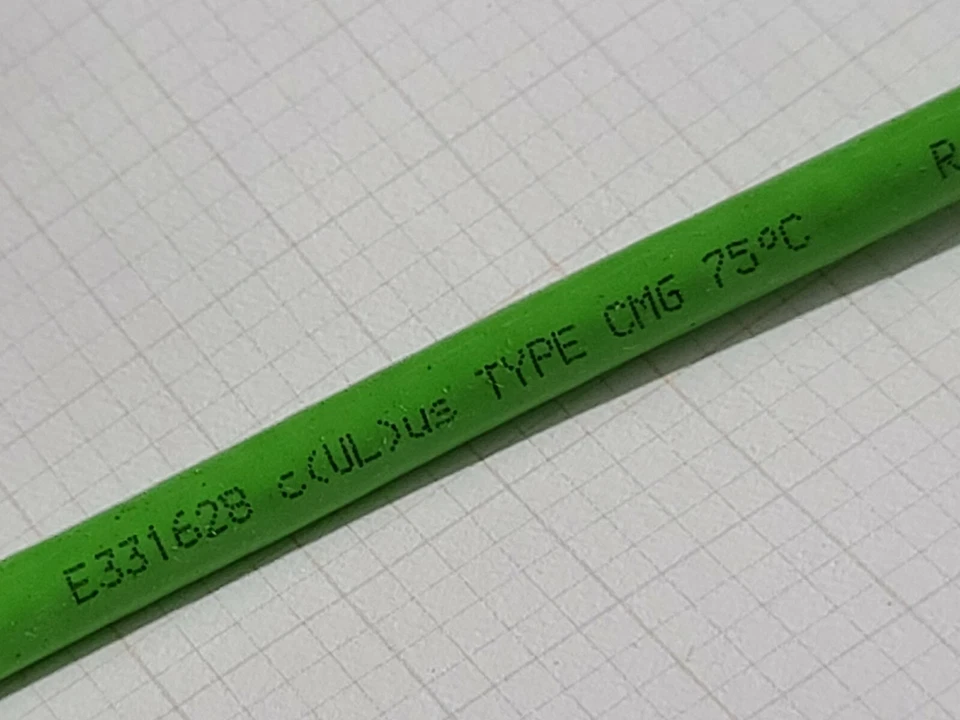 E331628 c(UL)us TYPE CMG 75°C R